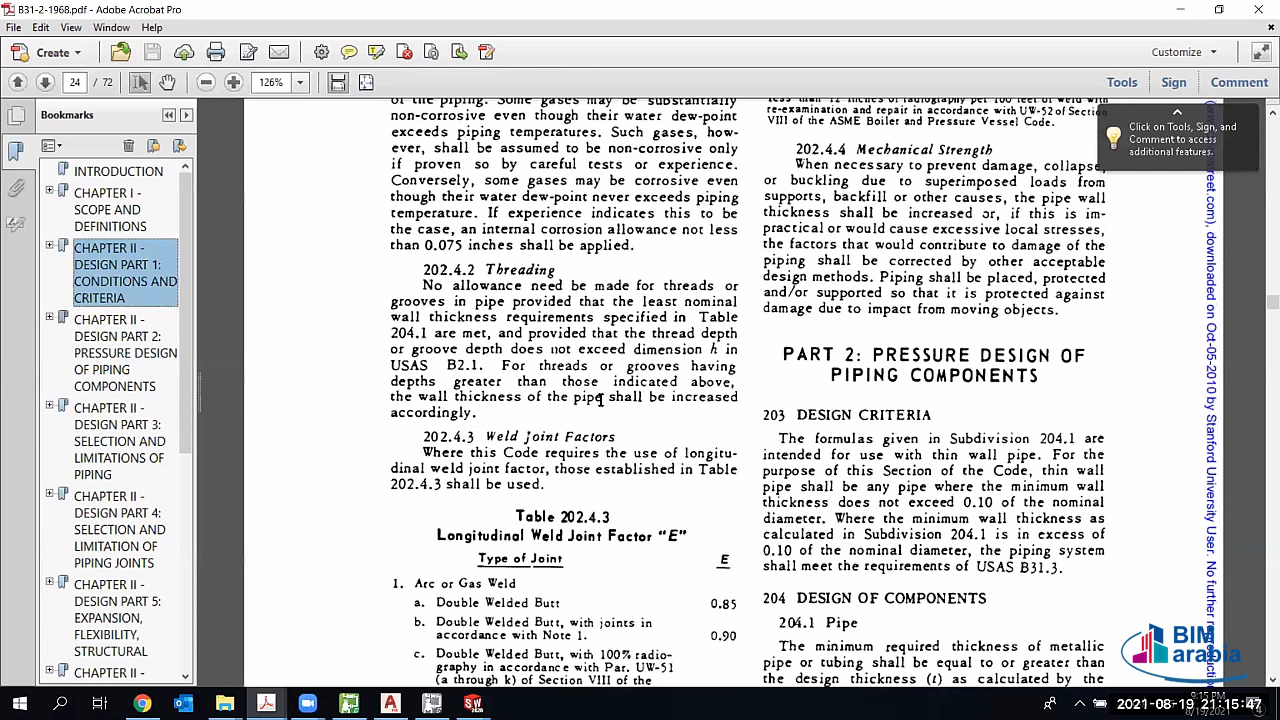 B31-2-1968.pdf - Adobe Acrobat Pro
File Edit View Window Help
Create
Customize
24 / 72
126%
Tools Sign Comment
Bookmarks
INTRODUCTION
CHAPTER I -
SCOPE AND
DEFINITIONS
CHAPTER II -
DESIGN PART 1:
CONDITIONS AND
CRITERIA
CHAPTER II -
DESIGN PART 2:
PRESSURE DESIGN
OF PIPING
COMPONENTS
CHAPTER II -
DESIGN PART 3:
SELECTION AND
LIMITATIONS OF
PIPING
CHAPTER II -
DESIGN PART 4:
SELECTION AND
LIMITATION OF
PIPING JOINTS
CHAPTER II -
DESIGN PART 5:
EXPANSION,
FLEXIBILITY,
STRUCTURAL
CHAPTER II -
of the piping. Some gases may be substantially
non-corrosive even though their water dew-point
exceeds piping temperatures. Such gases, how-
ever, shall be assumed to be non-corrosive only
if proven so by careful tests or experience.
Conversely, some gases may be corrosive even
though their water dew-point never exceeds piping
temperature. If experience indicates this to be
the case, an internal corrosion allowance not less
than 0.075 inches shall be applied.
202.4.2 Threading
No allowance need be made for threads or
grooves in pipe provided that the least nominal
wall thickness requirements specified in Table
204.1 are met, and provided that the thread depth
or groove depth does not exceed dimension h in
USAS B2.1. For threads or grooves having
depths greater than those indicated above,
the wall thickness of the pipe shall be increased
accordingly.
202.4.3 Weld Joint Factors
Where this Code requires the use of longitu-
dinal weld joint factor, those established in Table
202.4.3 shall be used.
Table 202.4.3
Longitudinal Weld Joint Factor "E"
Type of Joint E
1. Arc or Gas Weld
a. Double Welded Butt 0.85
b. Double Welded Butt, with joints in
accordance with Note 1. 0.90
c. Double Welded Butt, with 100% radio-
graphy in accordance with Par. UW-51
(a through k) of Section VIII of the
less than 12 inches of radiography per 100 feet of weld with
re-examination and repair in accordance with UW-52 of Section
VIII of the ASME Boiler and Pressure Vessel Code.
202.4.4 Mechanical Strength
When necessary to prevent damage, collapse,
or buckling due to superimposed loads from
supports, backfill or other causes, the pipe wall
thickness shall be increased or, if this is im-
practical or would cause excessive local stresses,
the factors that would contribute to damage of the
piping shall be corrected by other acceptable
design methods. Piping shall be placed, protected
and/or supported so that it is protected against
damage due to impact from moving objects.
PART 2: PRESSURE DESIGN OF
PIPING COMPONENTS
203 DESIGN CRITERIA
The formulas given in Subdivision 204.1 are
intended for use with thin wall pipe. For the
purpose of this Section of the Code, thin wall
pipe shall be any pipe where the minimum wall
thickness does not exceed 0.10 of the nominal
diameter. Where the minimum wall thickness as
calculated in Subdivision 204.1 is in excess of
0.10 of the nominal diameter, the piping system
shall meet the requirements of USAS B31.3.
204 DESIGN OF COMPONENTS
204.1 Pipe
The minimum required thickness of metallic
pipe or tubing shall be equal to or greater than
the design thickness (t) as calculated by the
Click on Tools, Sign, and
Comment to access
additional features.
downloaded on Oct-05-2010 by Stanford University User. No further
BIM
arabia
9:15 PM
8/19/2021
2021-08-19 21:15:47